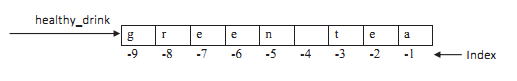 healthy_drink
g r e e n t e a
-9 -8 -7 -6 -5 -4 -3 -2 -1 Index